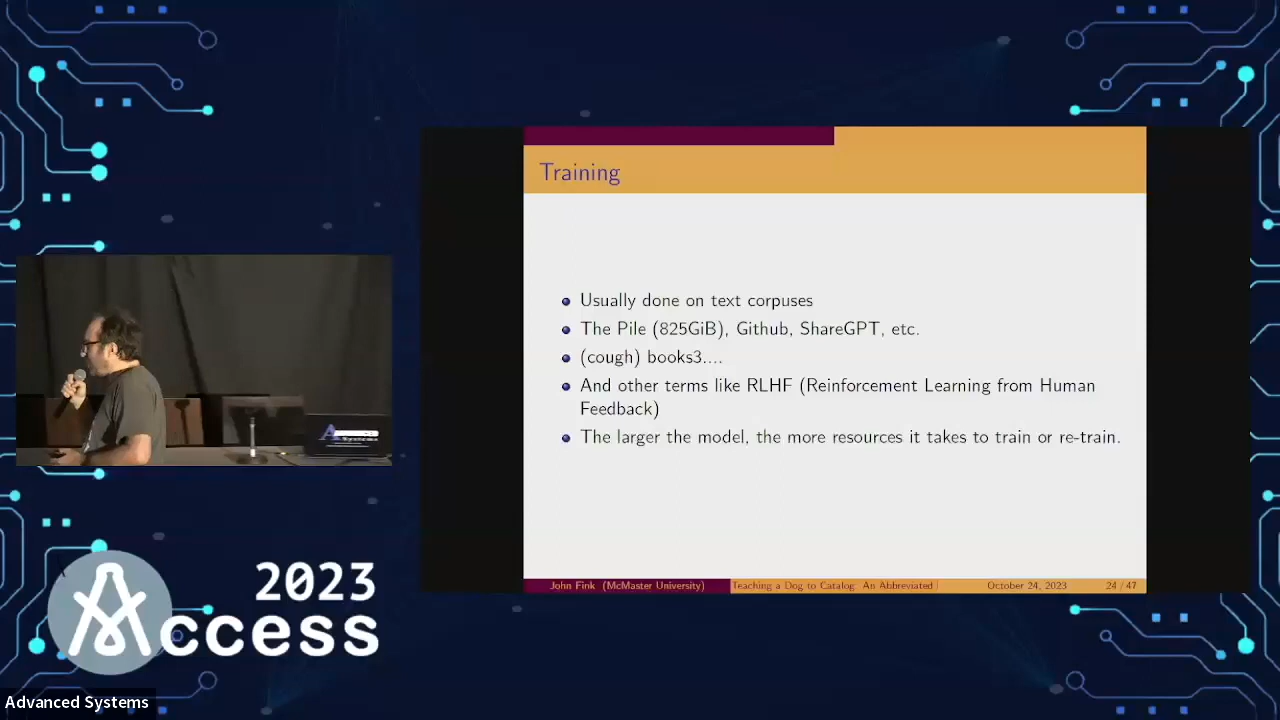 Training
Usually done on text corpuses
The Pile (825GiB), Github, ShareGPT, etc.
(cough) books3....
And other terms like RLHF (Reinforcement Learning from Human
Feedback)
The larger the model, the more resources it takes to train or re-train.
John Fink (McMaster University)
Teaching a Dog to Catalog: An Abbreviated
October 24, 2023
24 / 47
Systems
2023
Access
Advanced Systems